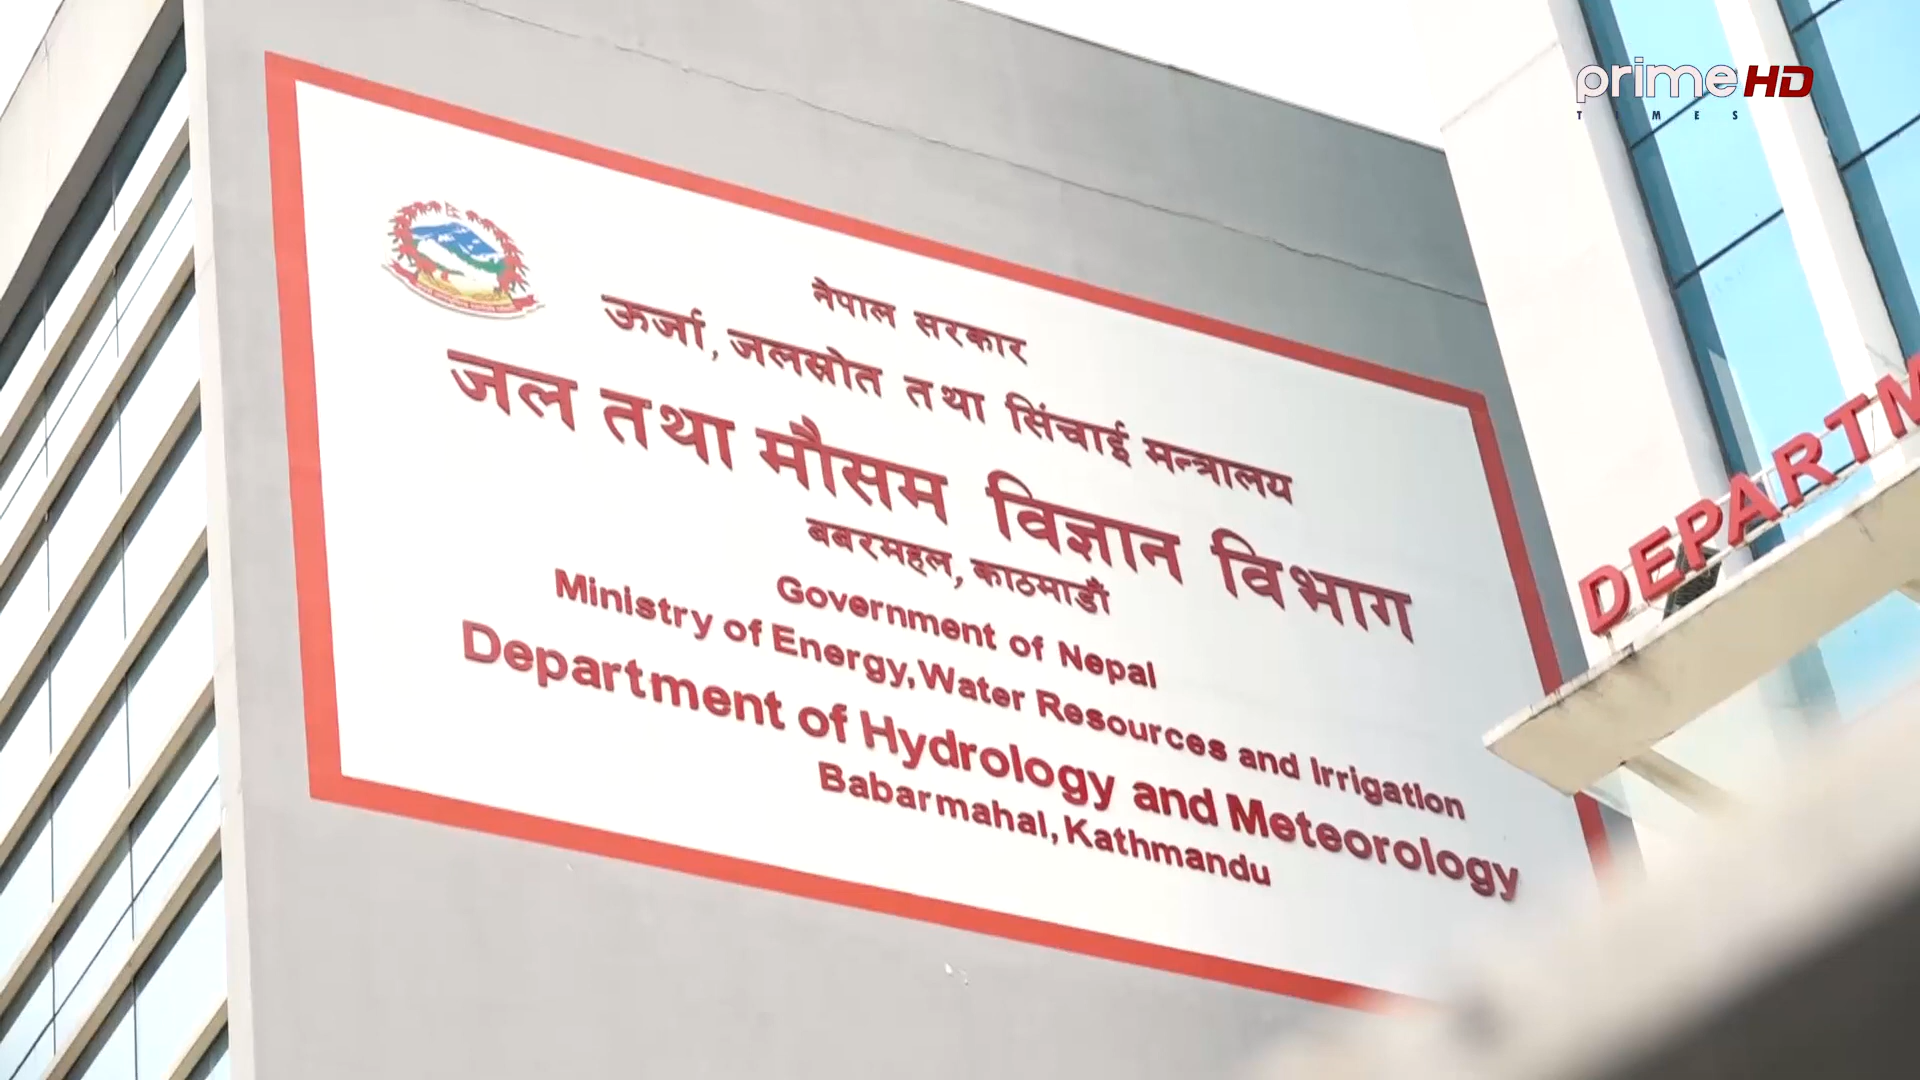 prime HD
TIMES
नेपाल सरकार
ऊर्जा, जलस्रोत तथा सिंचाई मन्त्रालय
जल तथा मौसम विज्ञान विभाग
बबरमहल, काठमाडौं
Government of Nepal
Ministry of Energy, Water Resources and Irrigation
Department of Hydrology and Meteorology
Babarmahal, Kathmandu
DEPARTM